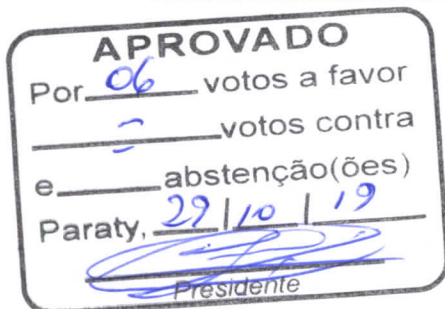 APROVADO
Por 06 votos a favor
- votos contra
e abstenção(ões)
Paraty, 29 / 10 / 19
Presidente